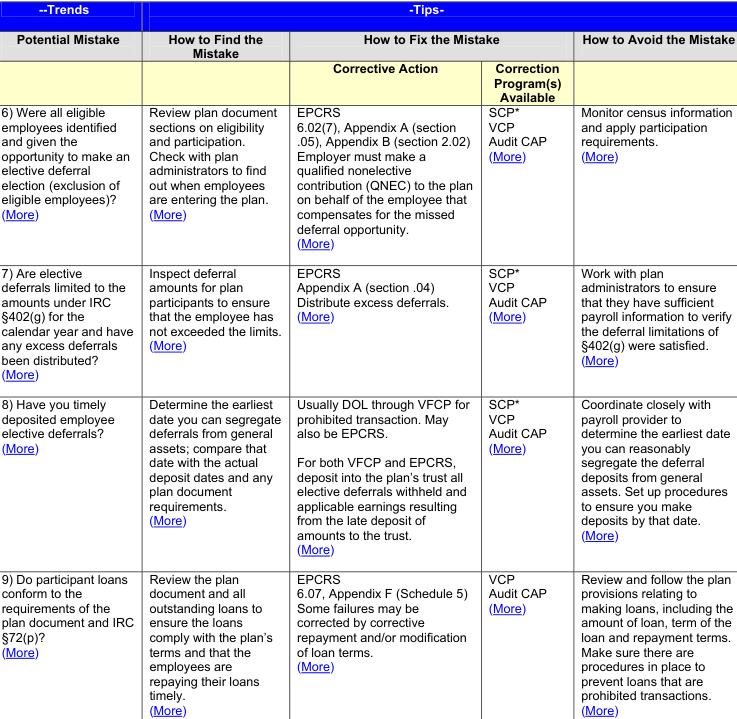 --Trends
-Tips-
Potential Mistake
How to Find the
Mistake
How to Fix the Mistake
How to Avoid the Mistake
Corrective Action
Correction
Program(s)
Available
6) Were all eligible
employees identified
and given the
opportunity to make an
elective deferral
election (exclusion of
eligible employees)?
(More)
Review plan document
sections on eligibility
and participation.
Check with plan
administrators to find
out when employees
are entering the plan.
(More)
EPCRS
6.02(7), Appendix A (section
.05), Appendix B (section 2.02)
Employer must make a
qualified nonelective
contribution (QNEC) to the plan
on behalf of the employee that
compensates for the missed
deferral opportunity.
(More)
SCP*
VCP
Audit CAP
(More)
Monitor census information
and apply participation
requirements.
(More)
7) Are elective
deferrals limited to the
amounts under IRC
§402(g) for the
calendar year and have
any excess deferrals
been distributed?
(More)
Inspect deferral
amounts for plan
participants to ensure
that the employee has
not exceeded the limits.
(More)
EPCRS
Appendix A (section .04)
Distribute excess deferrals.
(More)
SCP*
VCP
Audit CAP
(More)
Work with plan
administrators to ensure
that they have sufficient
payroll information to verify
the deferral limitations of
§402(g) were satisfied.
(More)
8) Have you timely
deposited employee
elective deferrals?
(More)
Determine the earliest
date you can segregate
deferrals from general
assets; compare that
date with the actual
deposit dates and any
plan document
requirements.
(More)
Usually DOL through VFCP for
prohibited transaction. May
also be EPCRS.
For both VFCP and EPCRS,
deposit into the plan's trust all
elective deferrals withheld and
applicable earnings resulting
from the late deposit of
amounts to the trust.
(More)
SCP*
VCP
Audit CAP
(More)
Coordinate closely with
payroll provider to
determine the earliest date
you can reasonably
segregate the deferral
deposits from general
assets. Set up procedures
to ensure you make
deposits by that date.
(More)
9) Do participant loans
conform to the
requirements of the
plan document and IRC
§72(p)?
(More)
Review the plan
document and all
outstanding loans to
ensure the loans
comply with the plan's
terms and that the
employees are
repaying their loans
timely.
(More)
EPCRS
6.07, Appendix F (Schedule 5)
Some failures may be
corrected by corrective
repayment and/or modification
of loan terms.
(More)
VCP
Audit CAP
(More)
Review and follow the plan
provisions relating to
making loans, including the
amount of loan, term of the
loan and repayment terms.
Make sure there are
procedures in place to
prevent loans that are
prohibited transactions.
(More)